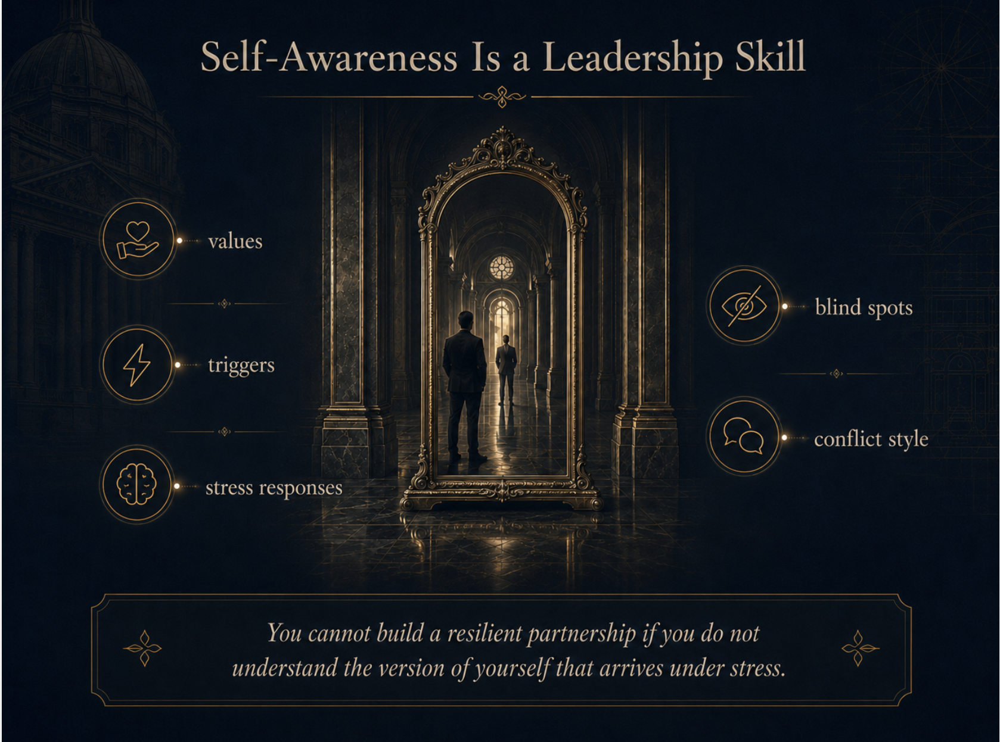 Self-Awareness Is a Leadership Skill
values
triggers
stress responses
blind spots
conflict style
You cannot build a resilient partnership if you do not
understand the version of yourself that arrives under stress.